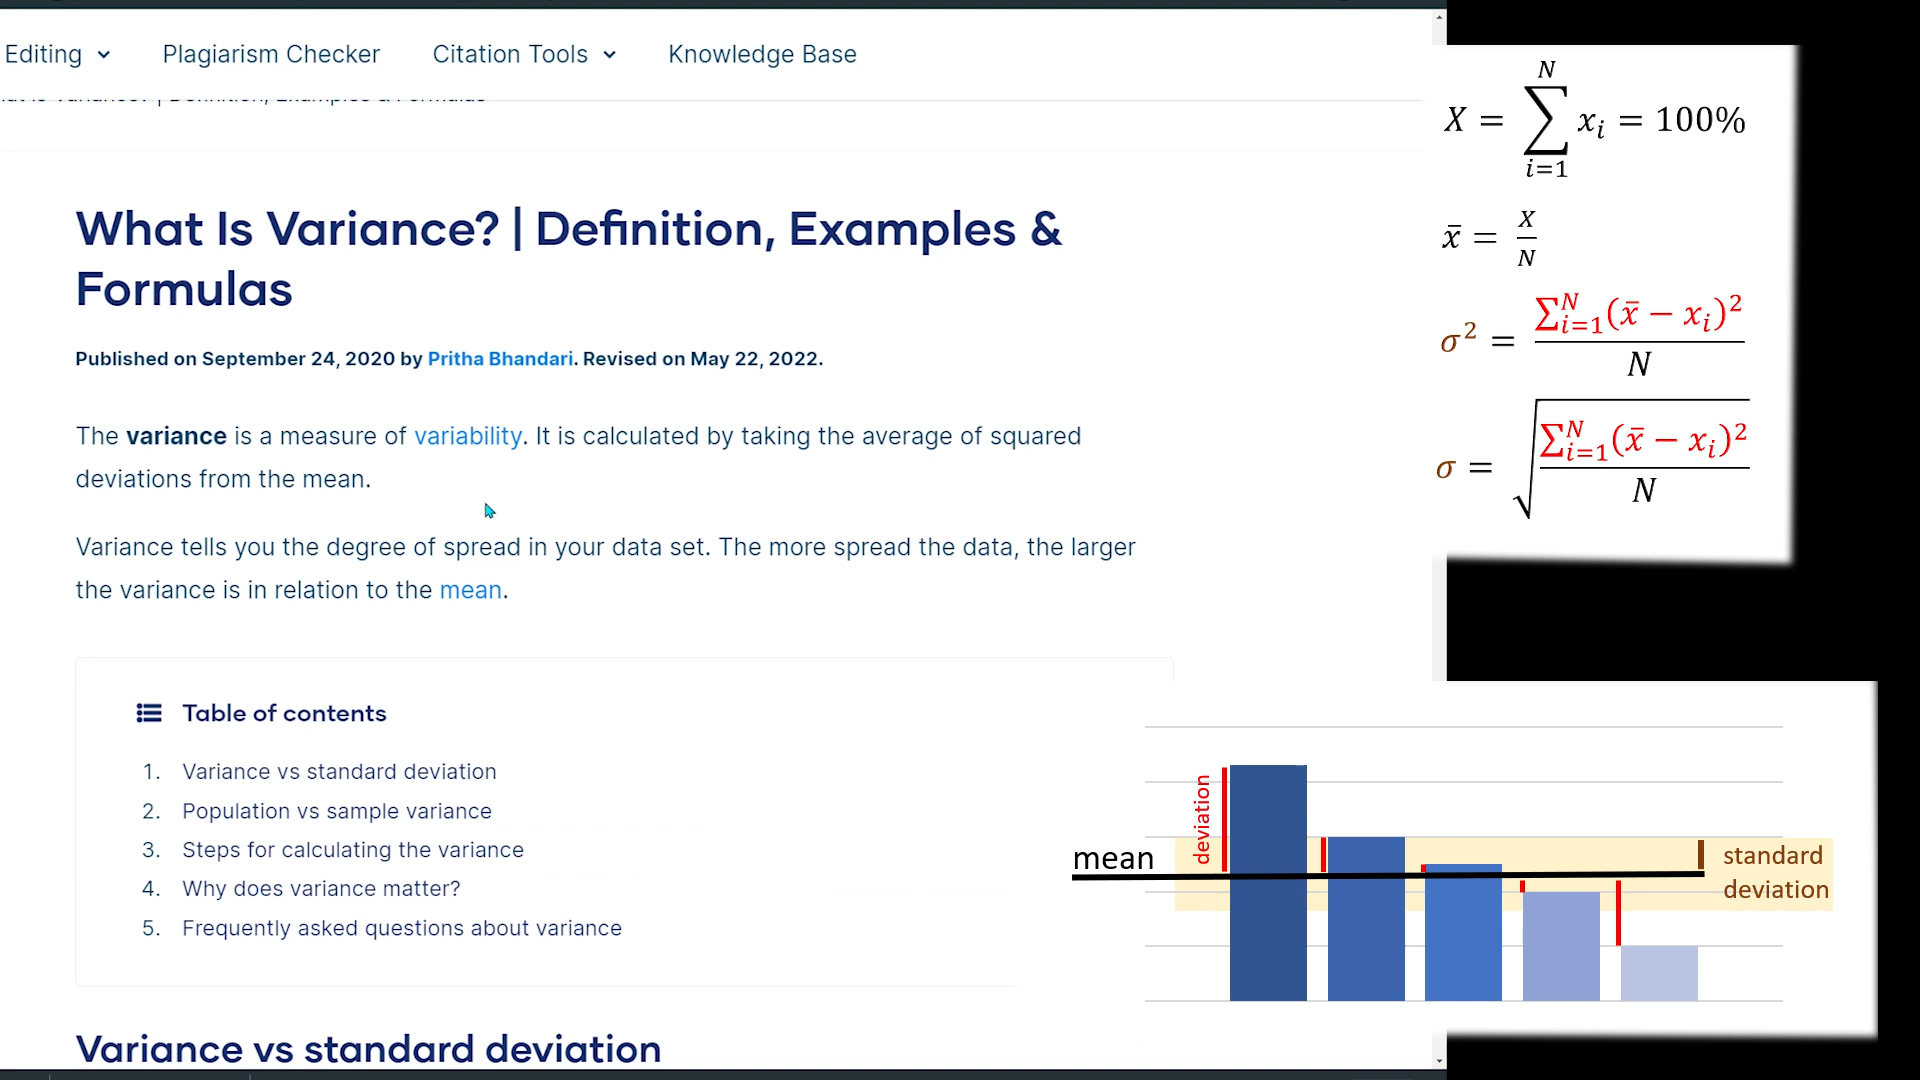 Editing Plagiarism Checker Citation Tools Knowledge Base
What Is Variance? | Definition, Examples &
Formulas
Published on September 24, 2020 by Pritha Bhandari. Revised on May 22, 2022.
The variance is a measure of variability. It is calculated by taking the average of squared
deviations from the mean.
Variance tells you the degree of spread in your data set. The more spread the data, the larger
the variance is in relation to the mean.
Table of contents
1. Variance vs standard deviation
2. Population vs sample variance
3. Steps for calculating the variance
4. Why does variance matter?
5. Frequently asked questions about variance
Variance vs standard deviation
X = ∑_{i=1}^{N} x_i = 100%
x̄ = X/N
σ² = ∑_{i=1}^{N}(x̄ − x_i)² / N
σ = √(∑_{i=1}^{N}(x̄ − x_i)² / N)
deviation
mean
standard
deviation